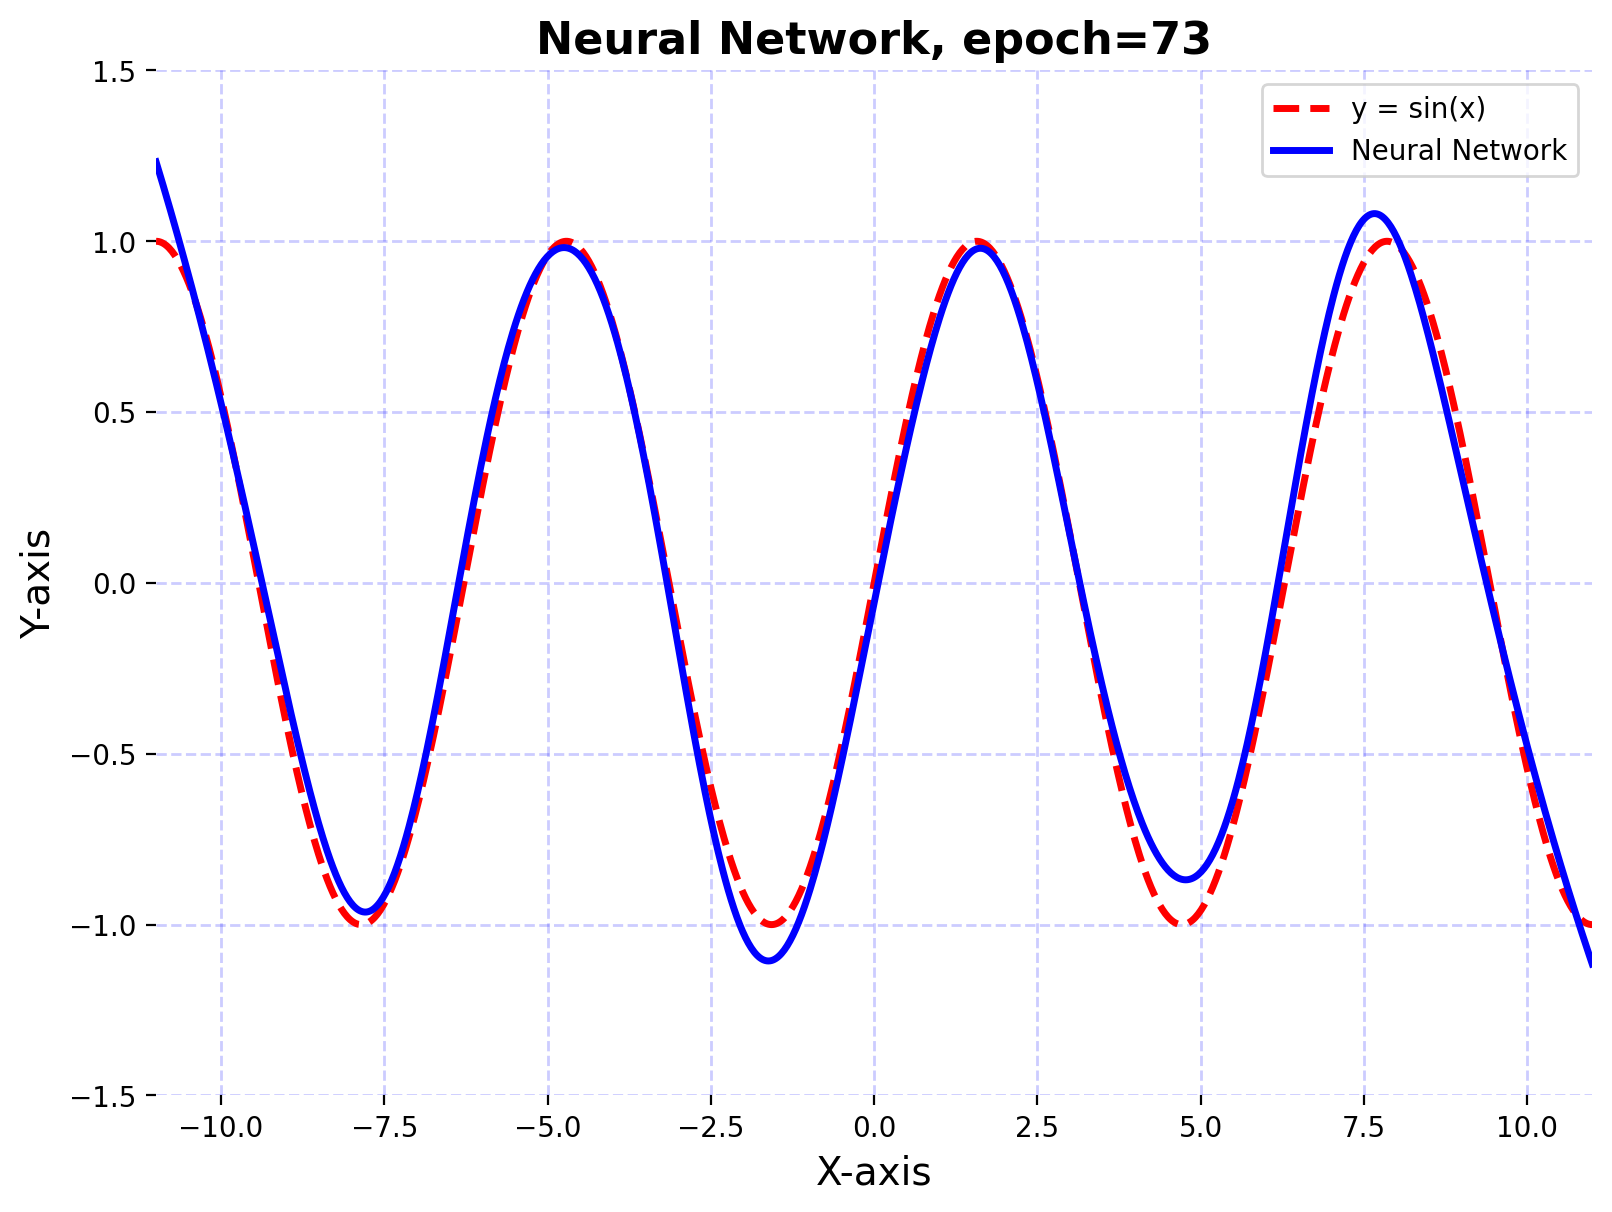 Neural Network, epoch=73
1.5
1.0
0.5
0.0
−0.5
−1.0
−1.5
Y-axis
y = sin(x)
Neural Network
−10.0 −7.5 −5.0 −2.5 0.0 2.5 5.0 7.5 10.0
X-axis